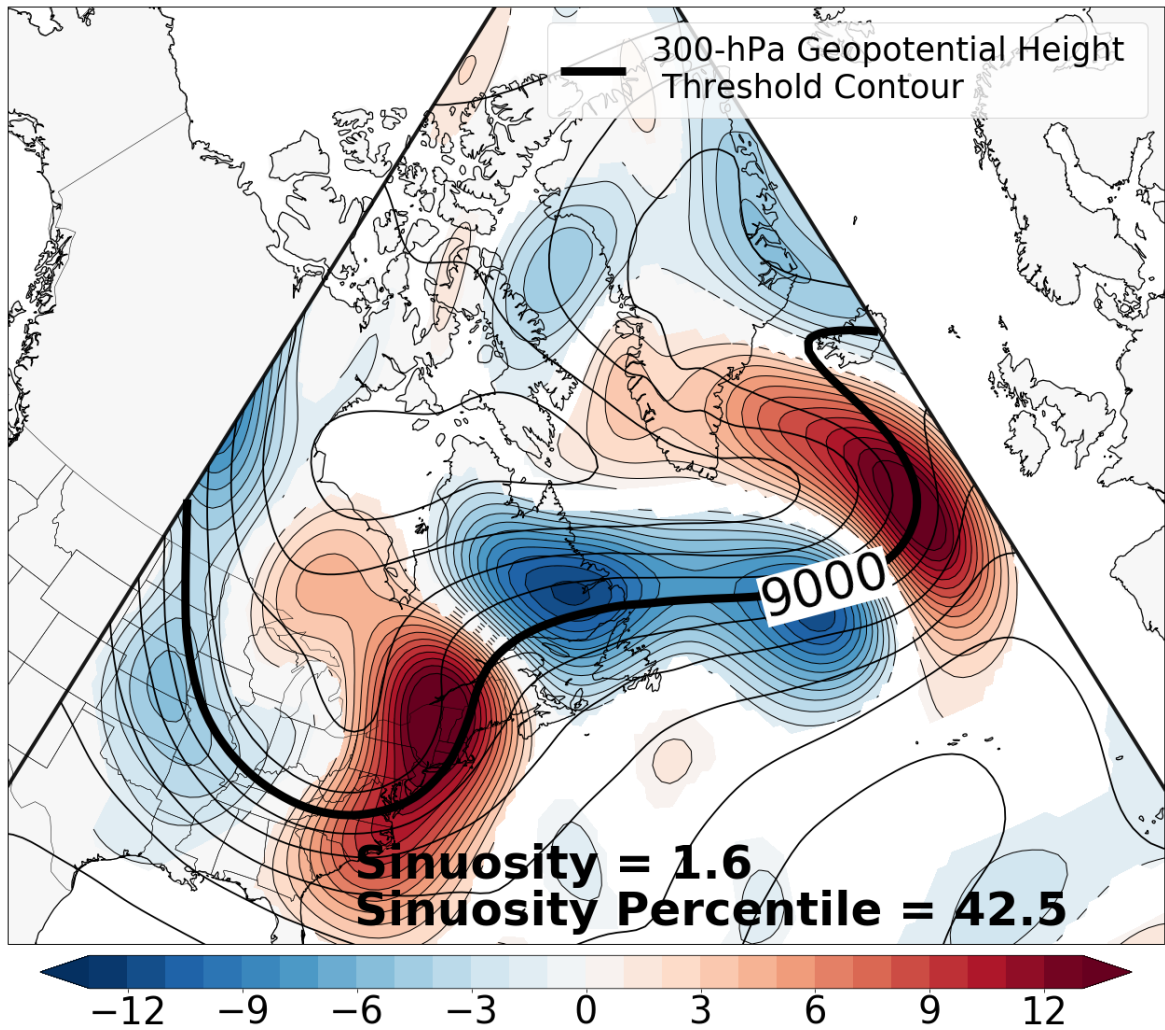 300-hPa Geopotential Height
Threshold Contour
9000
Sinuosity = 1.6
Sinuosity Percentile = 42.5
−12 −9 −6 −3 0 3 6 9 12